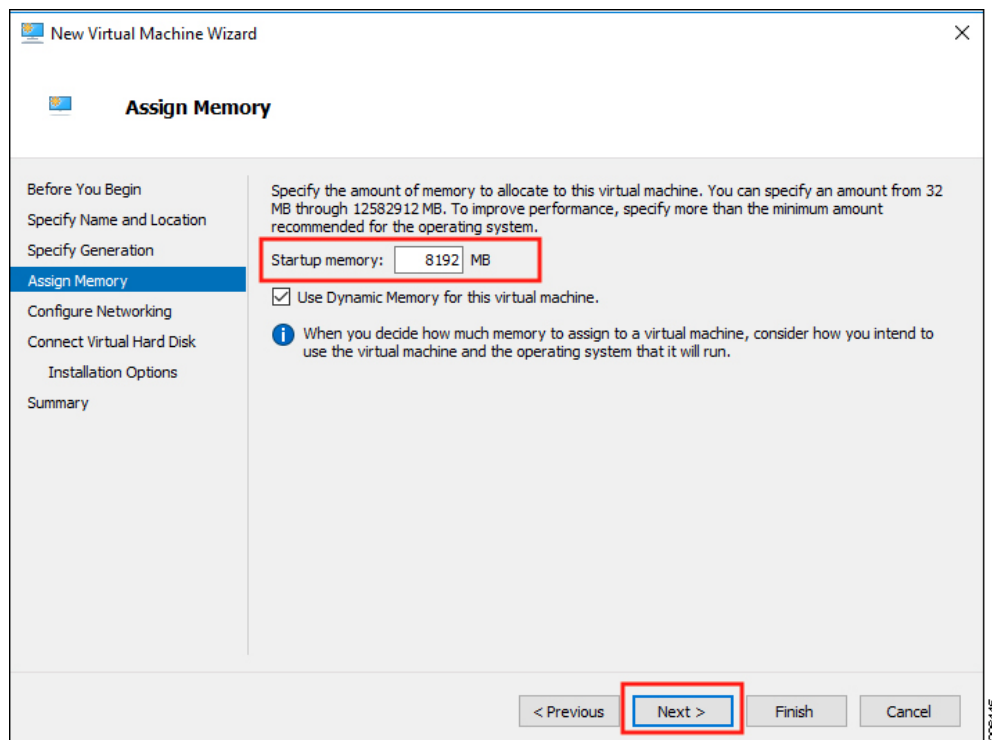 New Virtual Machine Wizard
Assign Memory
Before You Begin
Specify Name and Location
Specify Generation
Assign Memory
Configure Networking
Connect Virtual Hard Disk
Installation Options
Summary
Specify the amount of memory to allocate to this virtual machine. You can specify an amount from 32
MB through 12582912 MB. To improve performance, specify more than the minimum amount
recommended for the operating system.
Startup memory: 8192 MB
Use Dynamic Memory for this virtual machine.
When you decide how much memory to assign to a virtual machine, consider how you intend to
use the virtual machine and the operating system that it will run.
< Previous
Next >
Finish
Cancel